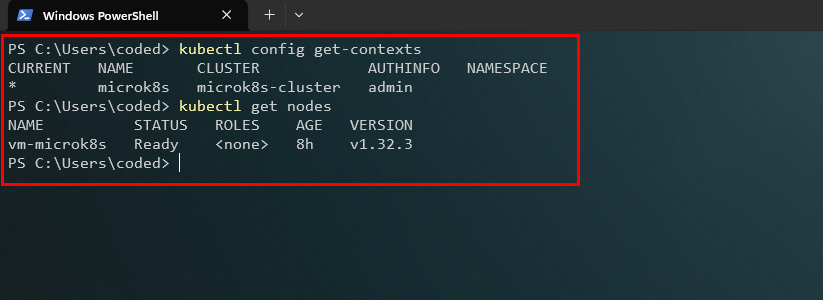 Windows PowerShell
PS C:\Users\coded> kubectl config get-contexts
CURRENT   NAME       CLUSTER            AUTHINFO   NAMESPACE
*         microk8s   microk8s-cluster   admin
PS C:\Users\coded> kubectl get nodes
NAME          STATUS   ROLES    AGE   VERSION
vm-microk8s   Ready    <none>   8h    v1.32.3
PS C:\Users\coded>